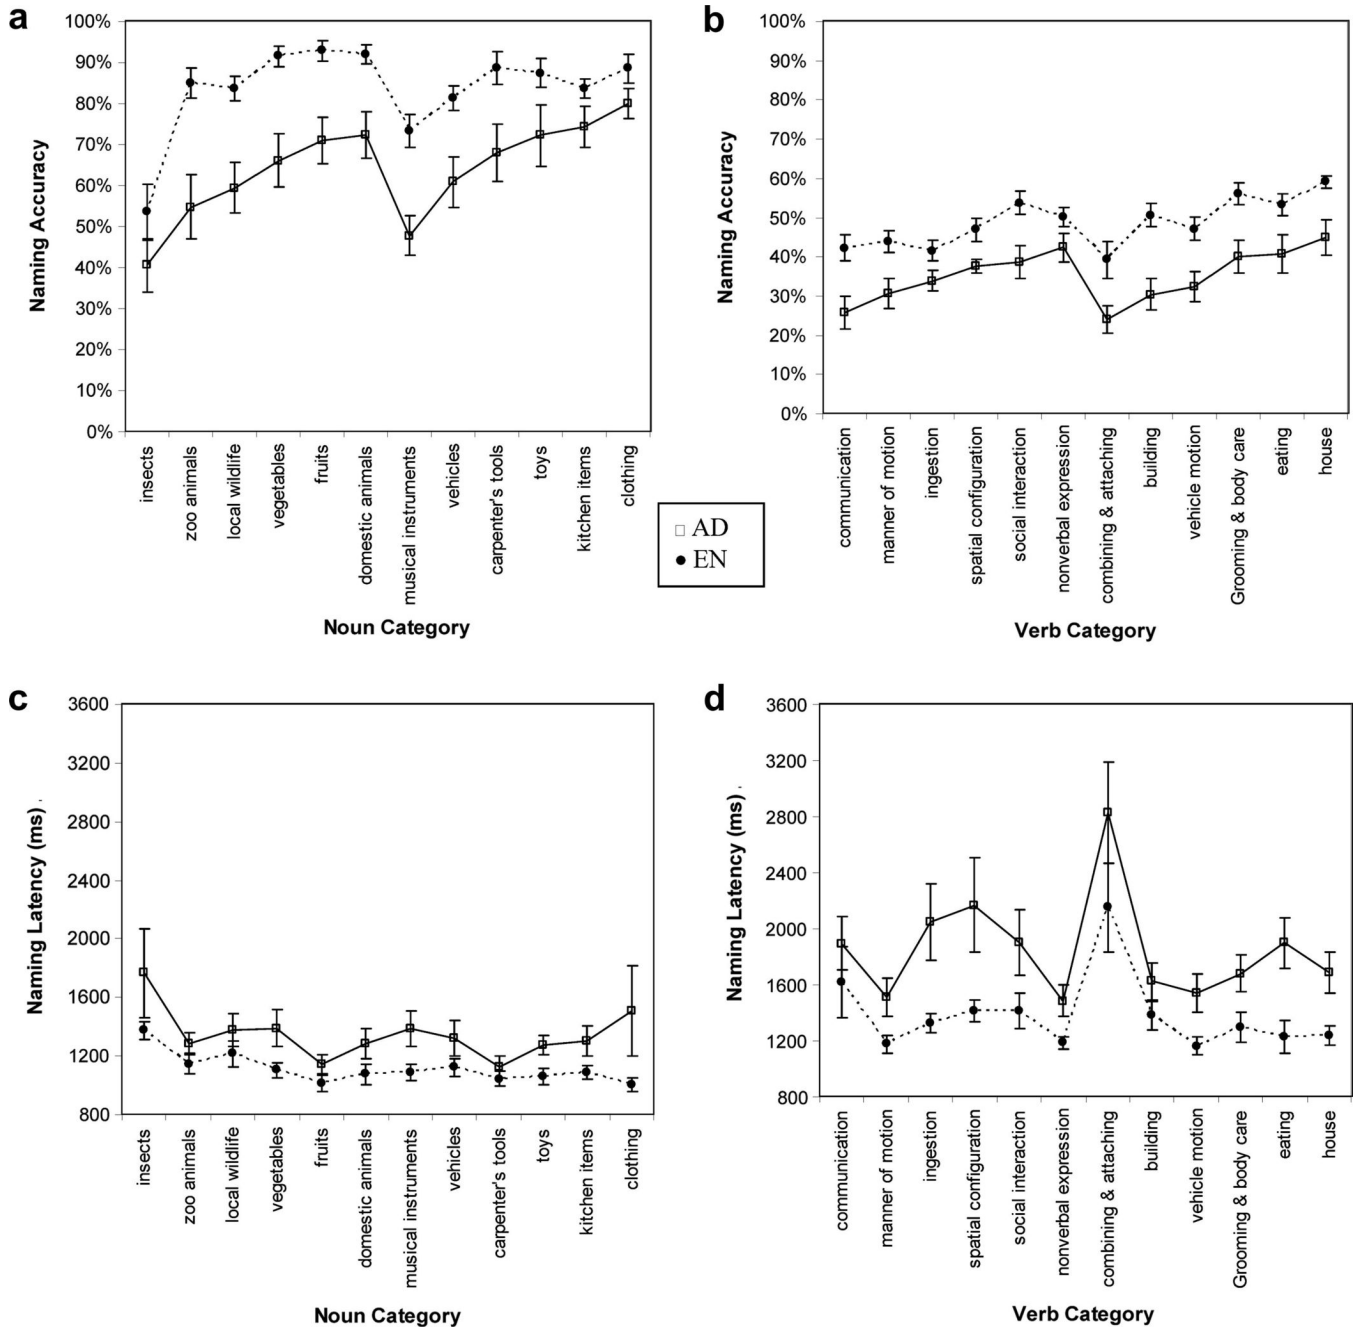 a
100%
90%
80%
70%
60%
50%
40%
30%
20%
10%
0%
Naming Accuracy
insects
zoo animals
local wildlife
vegetables
fruits
domestic animals
musical instruments
vehicles
carpenter's tools
toys
kitchen items
clothing
Noun Category
b
100%
90%
80%
70%
60%
50%
40%
30%
20%
10%
0%
Naming Accuracy
communication
manner of motion
ingestion
spatial configuration
social interaction
nonverbal expression
combining & attaching
building
vehicle motion
Grooming & body care
eating
house
Verb Category
AD
EN
c
3600
3200
2800
2400
2000
1600
1200
800
Naming Latency (ms)
insects
zoo animals
local wildlife
vegetables
fruits
domestic animals
musical instruments
vehicles
carpenter's tools
toys
kitchen items
clothing
Noun Category
d
3600
3200
2800
2400
2000
1600
1200
800
Naming Latency (ms)
communication
manner of motion
ingestion
spatial configuration
social interaction
nonverbal expression
combining & attaching
building
vehicle motion
Grooming & body care
eating
house
Verb Category